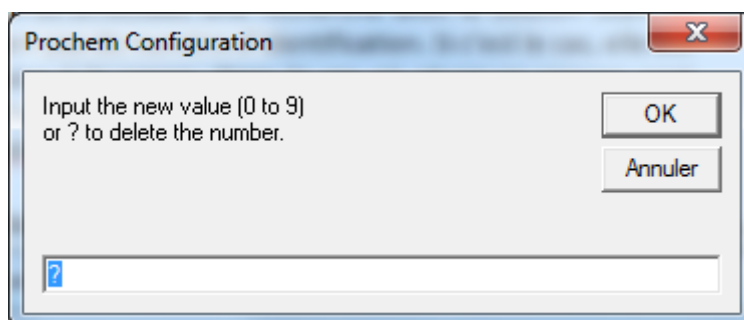 Prochem Configuration
Input the new value (0 to 9)
or ? to delete the number.
OK
Annuler
?